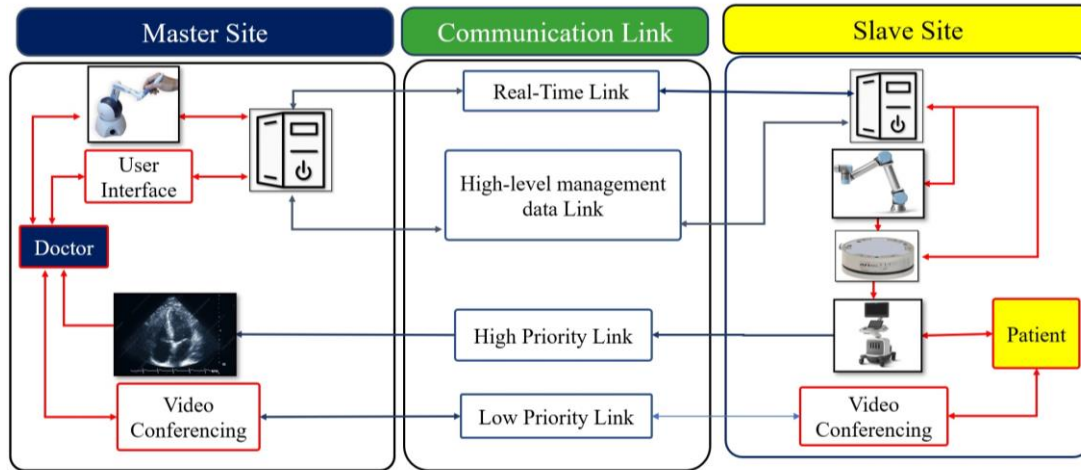 Master Site
Communication Link
Slave Site
Real-Time Link
User
Interface
High-level management
data Link
Doctor
High Priority Link
Patient
Video
Conferencing
Low Priority Link
Video
Conferencing